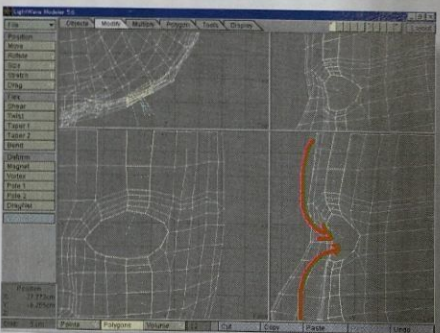 LightWave Modeler 5.0
Objects Modify Multiply Polygon Tools Display
File
Position
Move
Rotate
Size
Stretch
Drag
Shear
Twist
Taper 1
Taper 2
Bend
Deform
Magnet
Vortex
Pole 1
Pole 2
DragNet
Points Polygons Volume Cut Copy Paste Undo